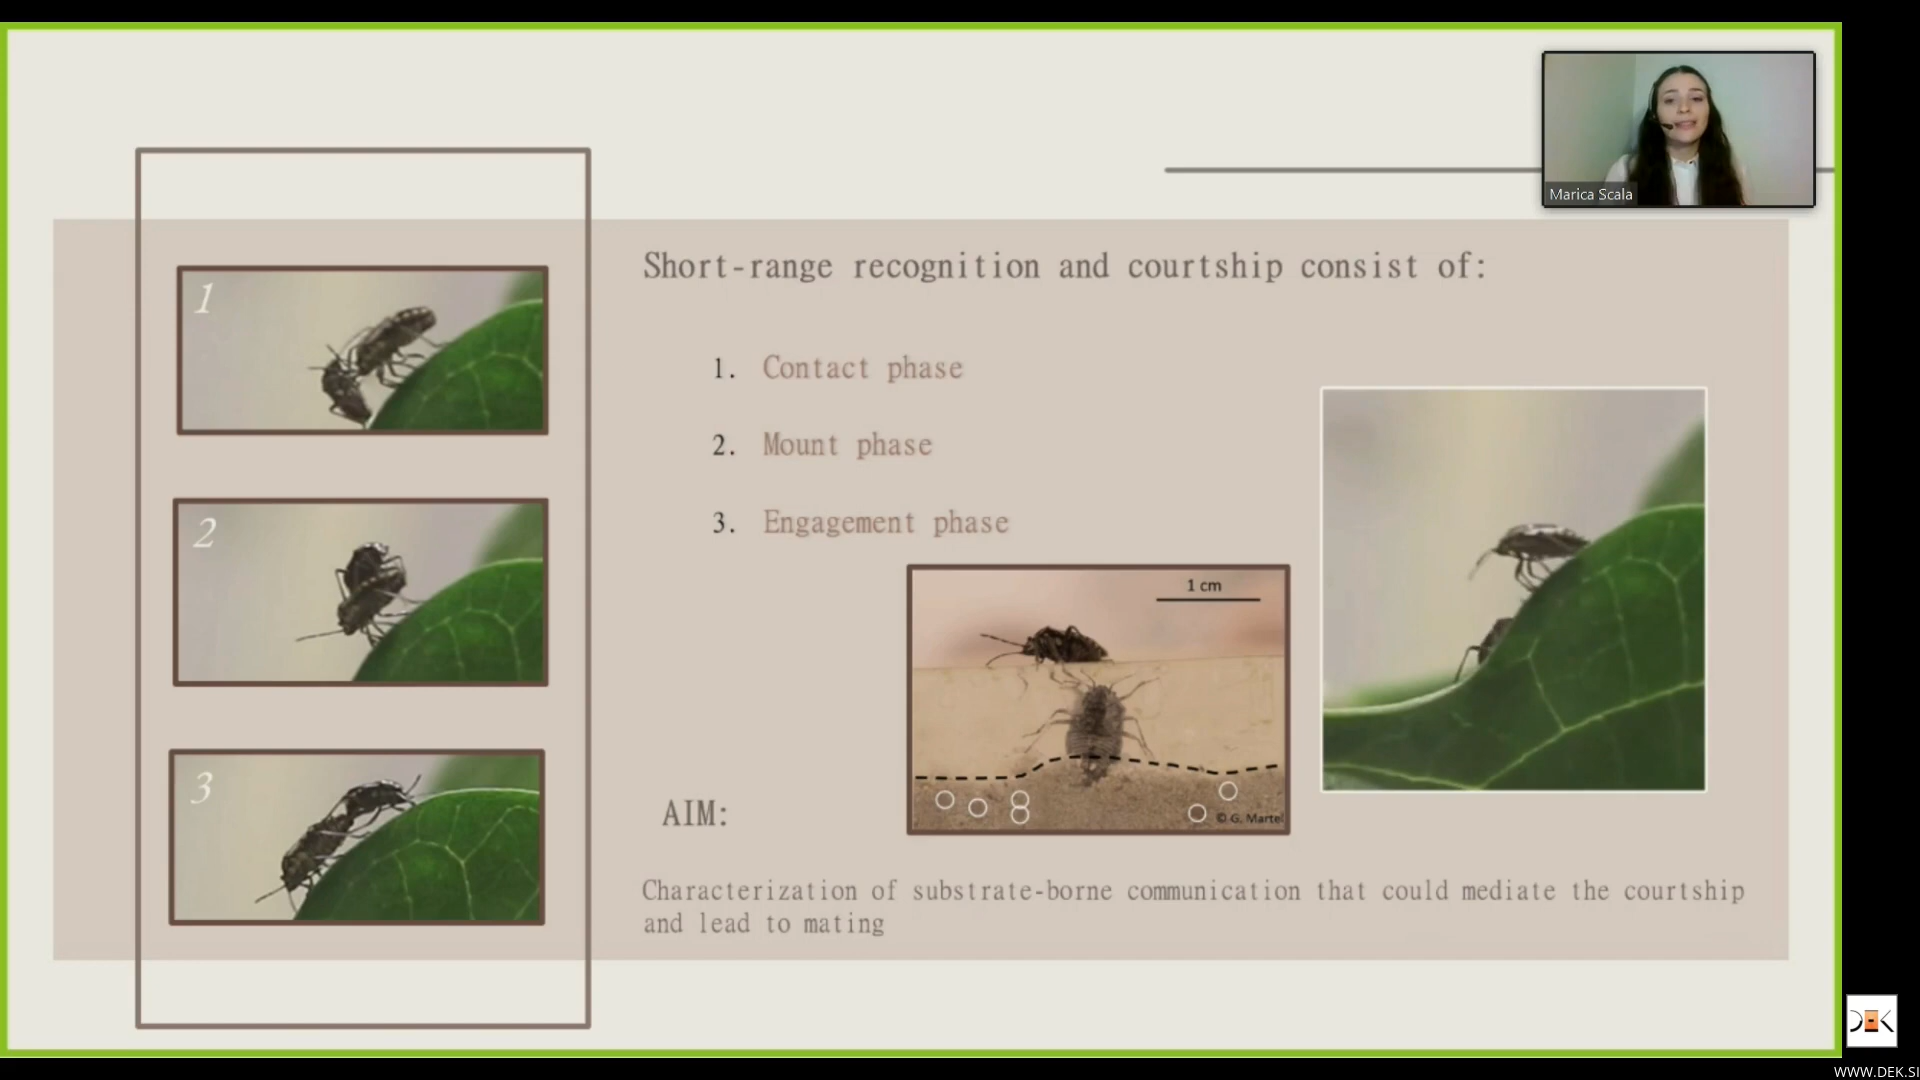 Marica Scala
Short-range recognition and courtship consist of:
1
1. Contact phase
2. Mount phase
2
3. Engagement phase
1 cm
3
© G. Martel
AIM:
Characterization of substrate-borne communication that could mediate the courtship
and lead to mating
DEK
WWW.DEK.SI